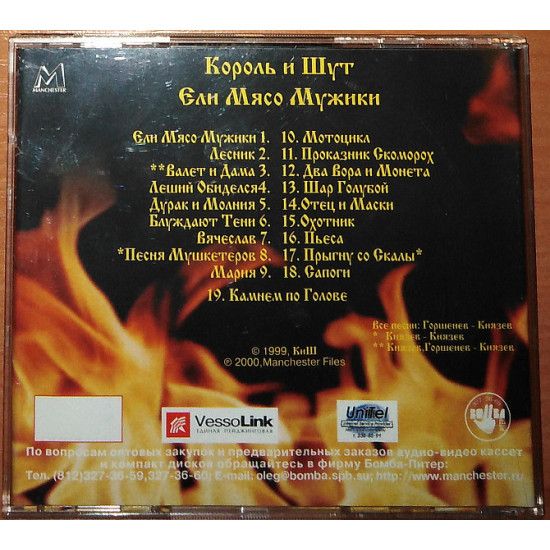 MANCHESTER
Король и Шут
Ели Мясо Мужики
Ели Мясо Мужики 1.
Лесник 2.
**Валет и Дама 3.
Леший Обиделся4.
Дурак и Молния 5.
Блуждают Тени 6.
Вячеслав 7.
*Песня Мушкетеров 8.
Мария 9.
10. Мотоцикл
11. Проказник Скоморох
12. Два Вора и Монета
13. Шар Голубой
14.Отец и Маски
15.Охотник
16. Пьеса
17. Прыгну со Скалы*
18. Сапоги
19. Камнем по Голове
Все песни: Горшенев - Князев
* Князев - Князев
** Князев,Горшенев - Князев
© 1999, КиШ
℗ 2000,Manchester Files
VessoLink
ЕДИНАЯ ПЕЙДЖИНГОВАЯ
UniTel
Internet Service Provider
По вопросам оптовых закупок и предварительных заказов аудио-видео кассет
и компакт дисков обращайтесь в фирму Бомба-Питер:
Тел. (812)327-36-59,327-36-60; E-mail: oleg@bomba.spb.su; http://www.manchester.ru